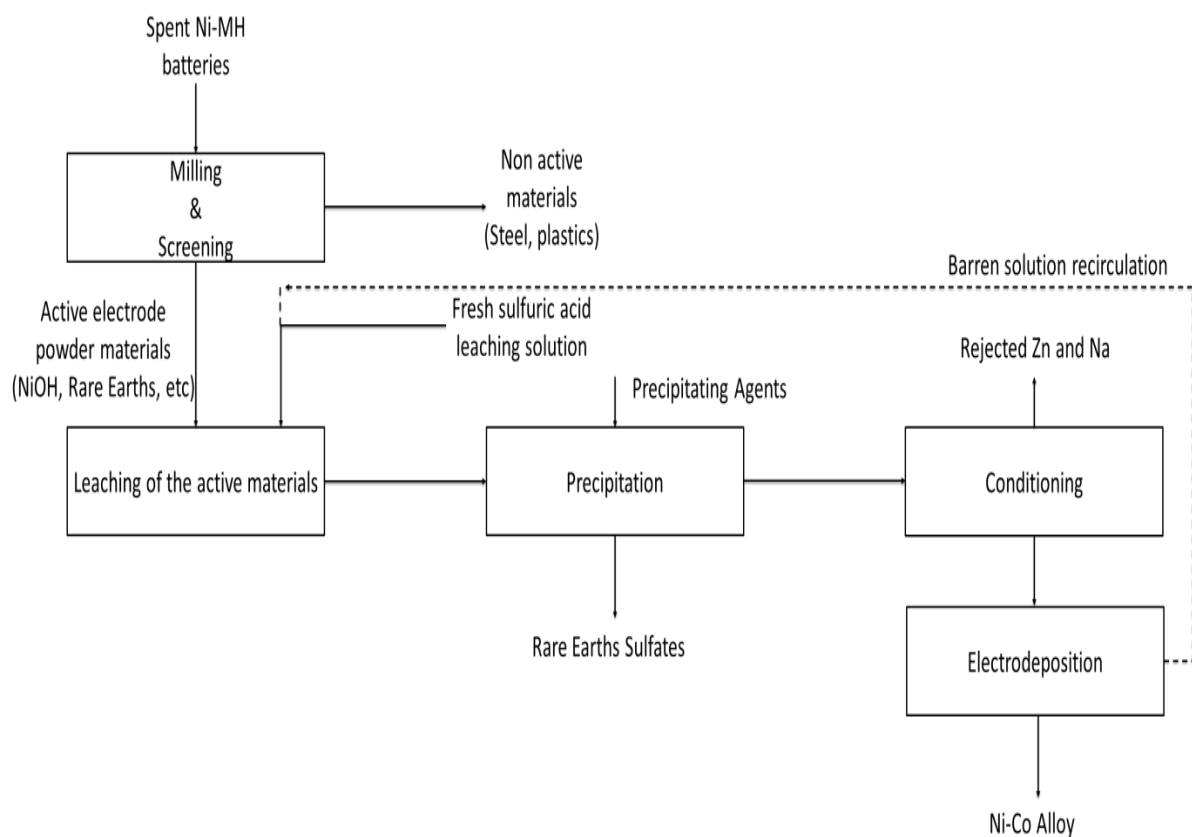 Spent Ni-MH
batteries
Milling
&
Screening
Non active
materials
(Steel, plastics)
Barren solution recirculation
Active electrode
powder materials
(NiOH, Rare Earths, etc)
Fresh sulfuric acid
leaching solution
Rejected Zn and Na
Precipitating Agents
Leaching of the active materials
Precipitation
Conditioning
Rare Earths Sulfates
Electrodeposition
Ni-Co Alloy